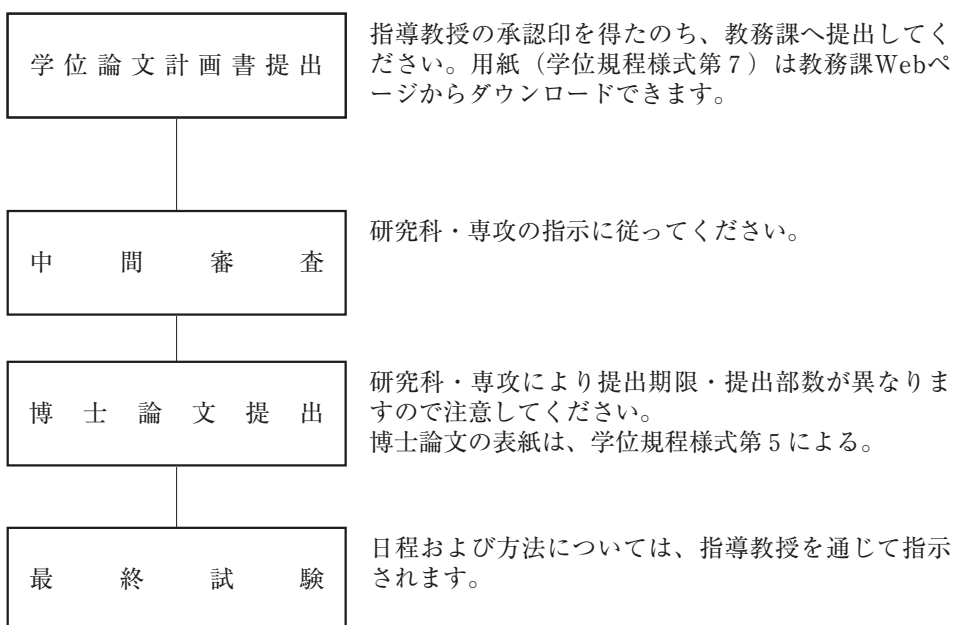 学位論文計画書提出
指導教授の承認印を得たのち、教務課へ提出してく
ださい。用紙（学位規程様式第７）は教務課Webペ
ージからダウンロードできます。
中間審査
研究科・専攻の指示に従ってください。
博士論文提出
研究科・専攻により提出期限・提出部数が異なりま
すので注意してください。
博士論文の表紙は、学位規程様式第５による。
最終試験
日程および方法については、指導教授を通じて指示
されます。